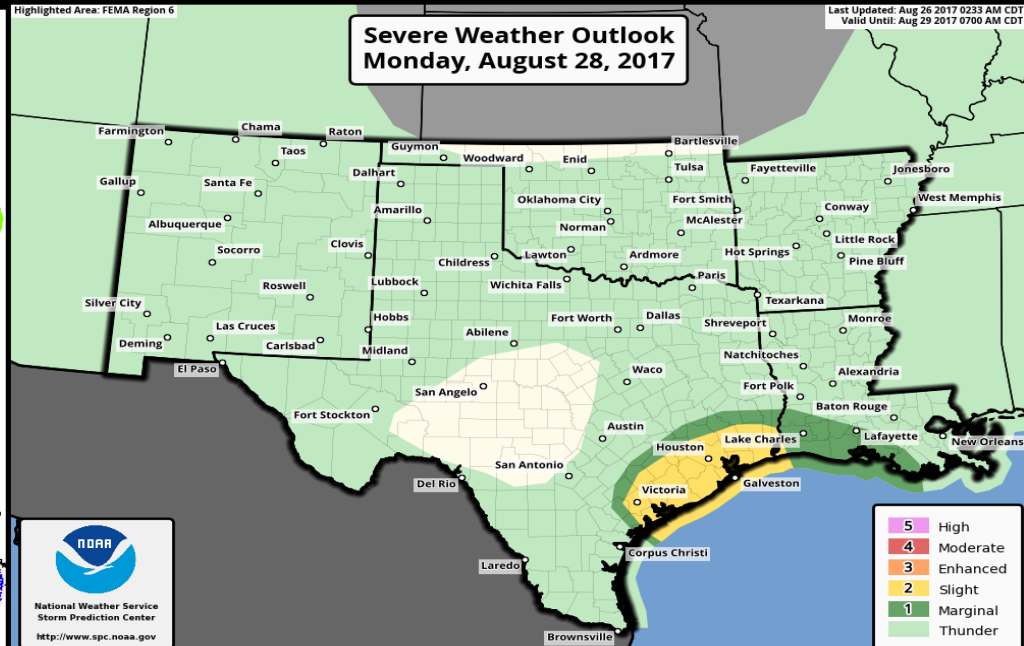 Highlighted Area: FEMA Region 6
Last Updated: Aug 26 2017 0233 AM CDT
Valid Until: Aug 29 2017 0700 AM CDT
Severe Weather Outlook
Monday, August 28, 2017
Farmington
Chama
Raton
Taos
Guymon
Woodward
Enid
Bartlesville
Gallup
Santa Fe
Dalhart
Tulsa
Fayetteville
Jonesboro
Albuquerque
Amarillo
Oklahoma City
Fort Smith
Conway
West Memphis
Norman
McAlester
Socorro
Clovis
Childress
Lawton
Ardmore
Hot Springs
Little Rock
Pine Bluff
Roswell
Lubbock
Wichita Falls
Paris
Silver City
Las Cruces
Hobbs
Abilene
Fort Worth
Dallas
Texarkana
Shreveport
Monroe
Deming
Carlsbad
Midland
Natchitoches
El Paso
San Angelo
Waco
Fort Polk
Alexandria
Fort Stockton
Austin
Baton Rouge
Houston
Lake Charles
Lafayette
New Orleans
San Antonio
Del Rio
Victoria
Galveston
Corpus Christi
Laredo
Brownsville
NOAA
National Weather Service
Storm Prediction Center
http://www.spc.noaa.gov
5 High
4 Moderate
3 Enhanced
2 Slight
1 Marginal
Thunder